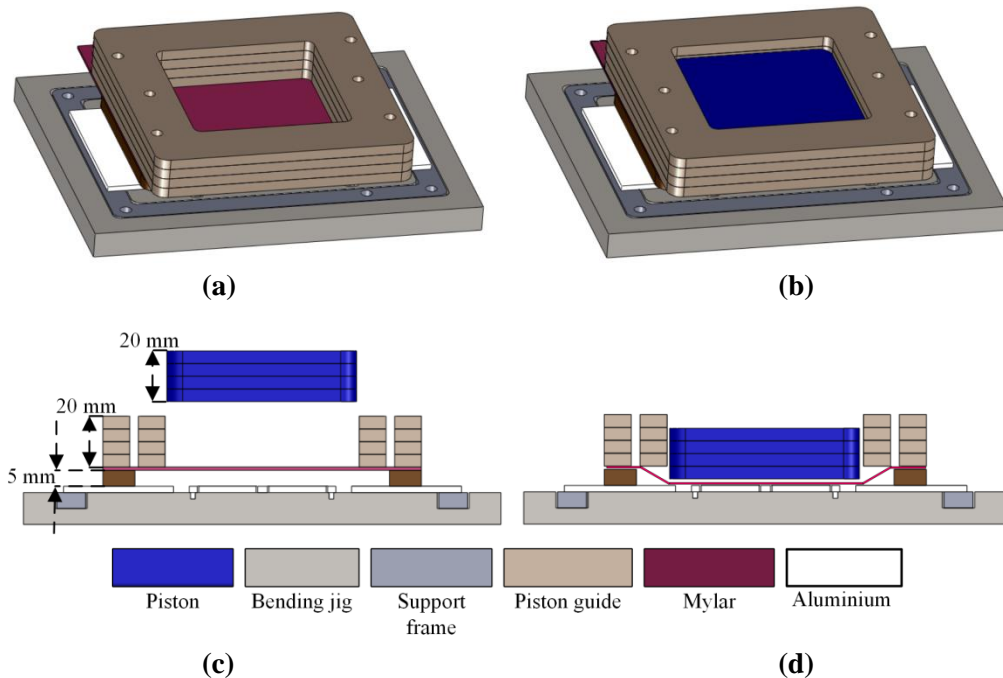 (a)
(b)
20 mm
20 mm
5 mm
Piston
Bending jig
Support
frame
Piston guide
Mylar
Aluminium
(c)
(d)